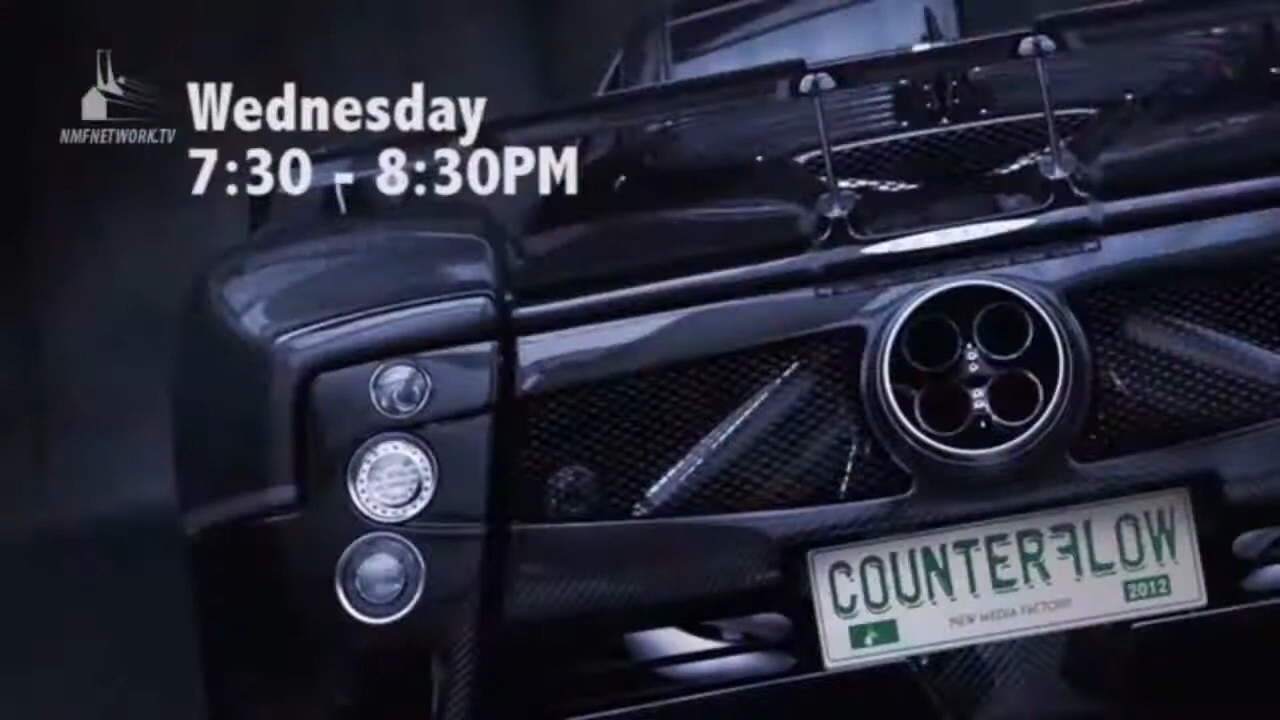 NMFNETWORK.TV
Wednesday
7:30 - 8:30PM
COUNTERFLOW
2012
NEW MEDIA FACTORY